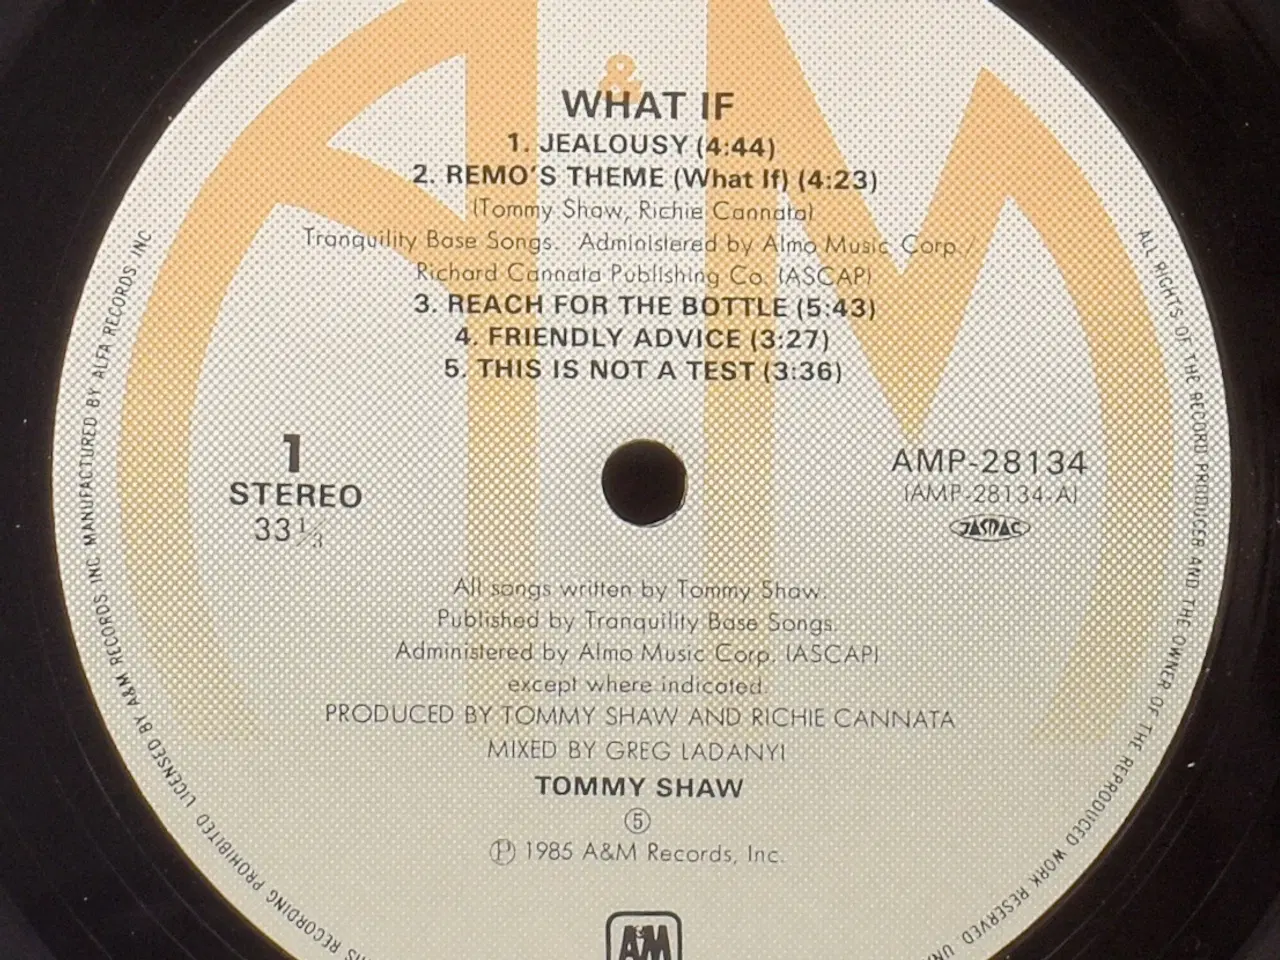 &
WHAT IF
1. JEALOUSY (4:44)
2. REMO'S THEME (What If) (4:23)
(Tommy Shaw, Richie Cannata)
Tranquility Base Songs. Administered by Almo Music Corp./
Richard Cannata Publishing Co. (ASCAP)
3. REACH FOR THE BOTTLE (5:43)
4. FRIENDLY ADVICE (3:27)
5. THIS IS NOT A TEST (3:36)
1
STEREO
33 1/3
AMP-28134
(AMP-28134-A)
JASRAC
All songs written by Tommy Shaw.
Published by Tranquility Base Songs.
Administered by Almo Music Corp. (ASCAP)
except where indicated.
PRODUCED BY TOMMY SHAW AND RICHIE CANNATA
MIXED BY GREG LADANYI
TOMMY SHAW
⑤
Ⓟ 1985 A&M Records, Inc.
A&M
ALL RIGHTS OF THE RECORD PRODUCER AND THE OWNER OF THE REPRODUCED WORK RESERVED
RECORDING PROHIBITED. LICENSED BY A&M RECORDS INC. MANUFACTURED BY ALFA RECORDS INC